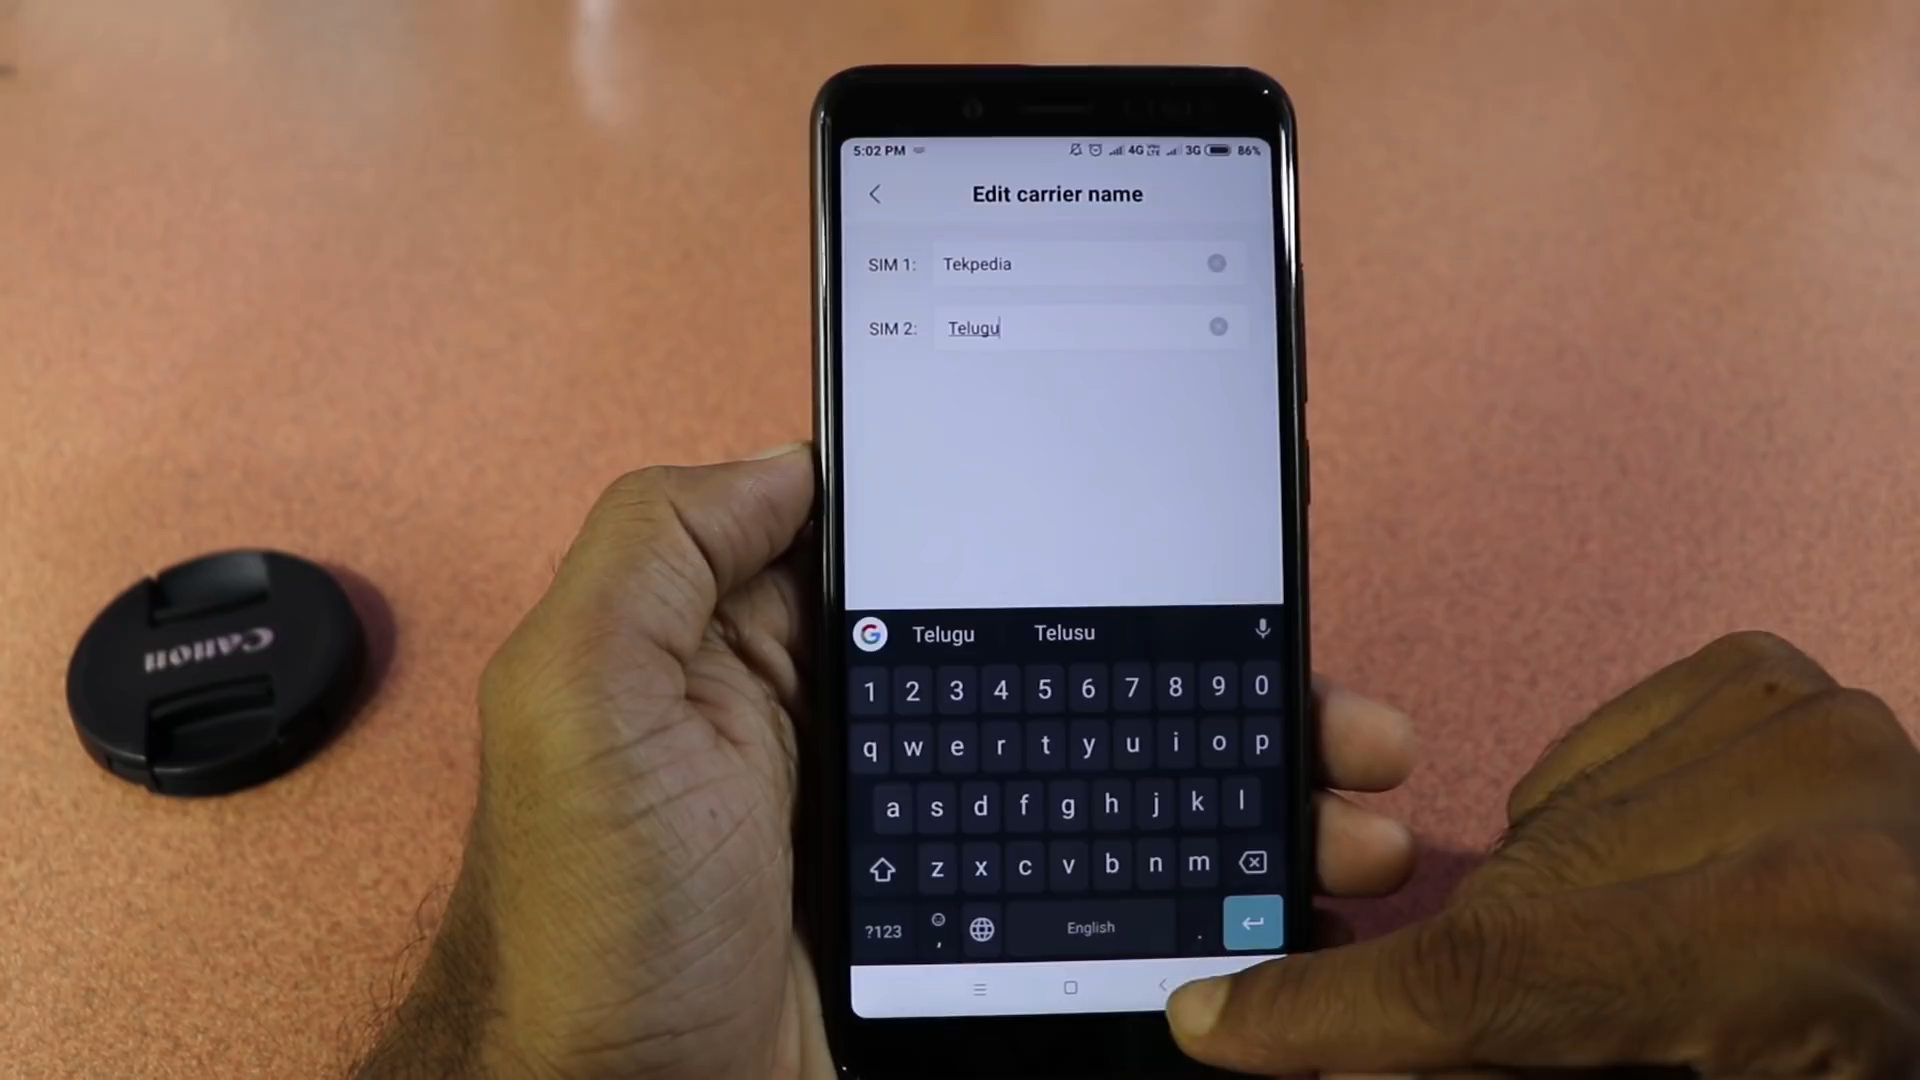 5:02 PM 4G VoLTE 3G 86%
Edit carrier name
SIM 1: Tekpedia
SIM 2: Telugu
Canon
G Telugu Telusu
1 2 3 4 5 6 7 8 9 0
q w e r t y u i o p
a s d f g h j k l
z x c v b n m
?123 , English .